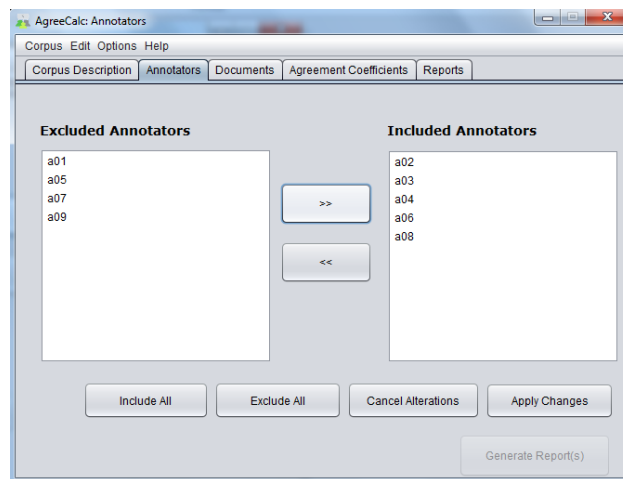 AgreeCalc: Annotators
Corpus Edit Options Help
Corpus Description Annotators Documents Agreement Coefficients Reports
Excluded Annotators
a01
a05
a07
a09
>>
<<
Included Annotators
a02
a03
a04
a06
a08
Include All Exclude All Cancel Alterations Apply Changes
Generate Report(s)